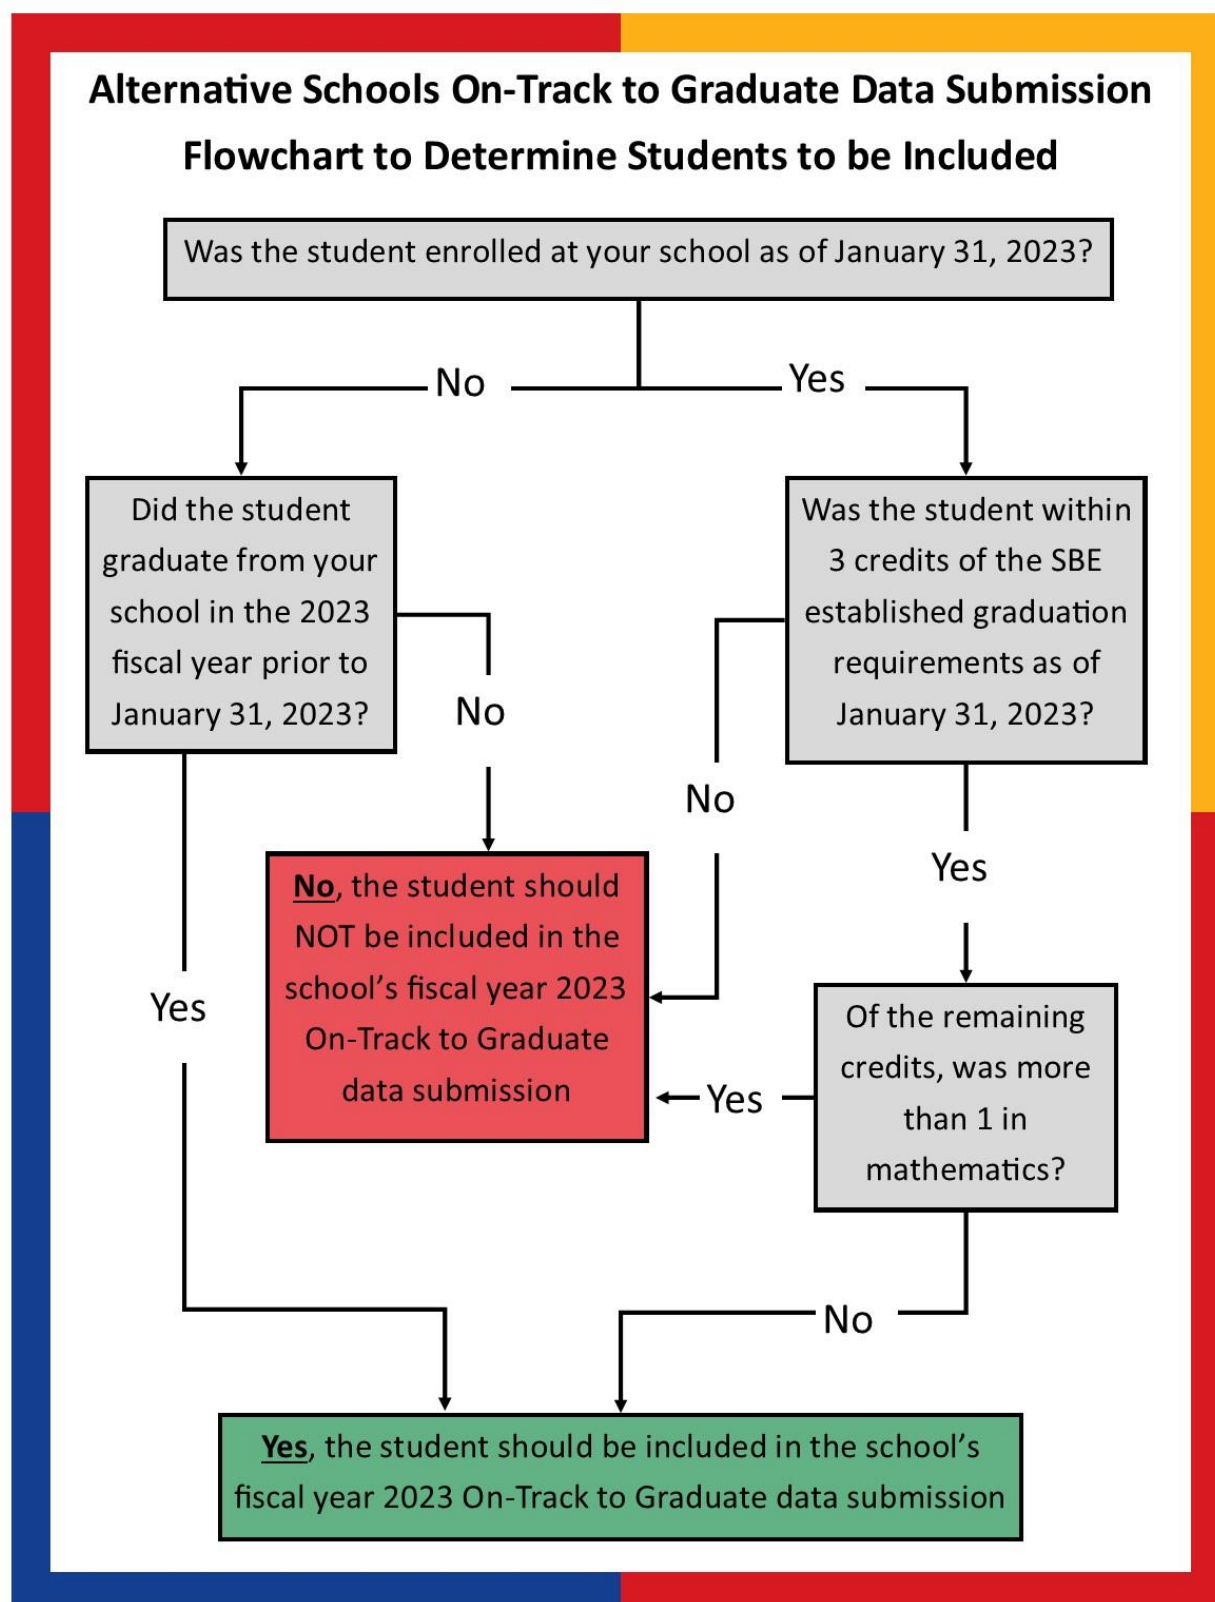 Alternative Schools On-Track to Graduate Data Submission
Flowchart to Determine Students to be Included
Was the student enrolled at your school as of January 31, 2023?
No
Yes
Did the student
graduate from your
school in the 2023
fiscal year prior to
January 31, 2023?
Was the student within
3 credits of the SBE
established graduation
requirements as of
January 31, 2023?
No
No
Yes
No, the student should
NOT be included in the
school’s fiscal year 2023
On-Track to Graduate
data submission
Yes
Of the remaining
credits, was more
than 1 in
mathematics?
Yes
No
Yes, the student should be included in the school’s
fiscal year 2023 On-Track to Graduate data submission